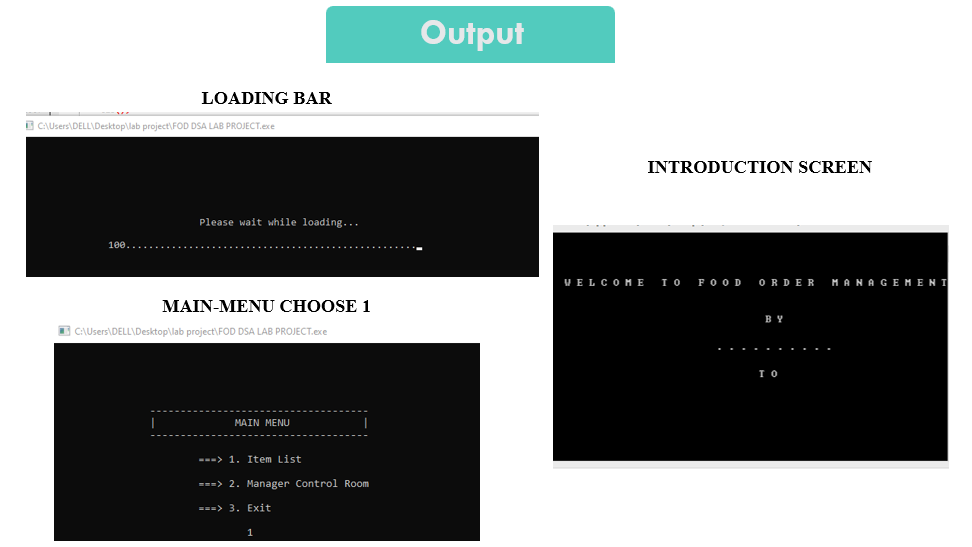 Output
LOADING BAR
C:\Users\DELL\Desktop\lab project\FOD DSA LAB PROJECT.exe
Please wait while loading...
100................................................
MAIN-MENU CHOOSE 1
C:\Users\DELL\Desktop\lab project\FOD DSA LAB PROJECT.exe
------------------------------------
| MAIN MENU |
------------------------------------
===> 1. Item List
===> 2. Manager Control Room
===> 3. Exit
1
INTRODUCTION SCREEN
W E L C O M E   T O   F O O D   O R D E R   M A N A G E M E N T
B Y
- - - - - - - - - -
T O